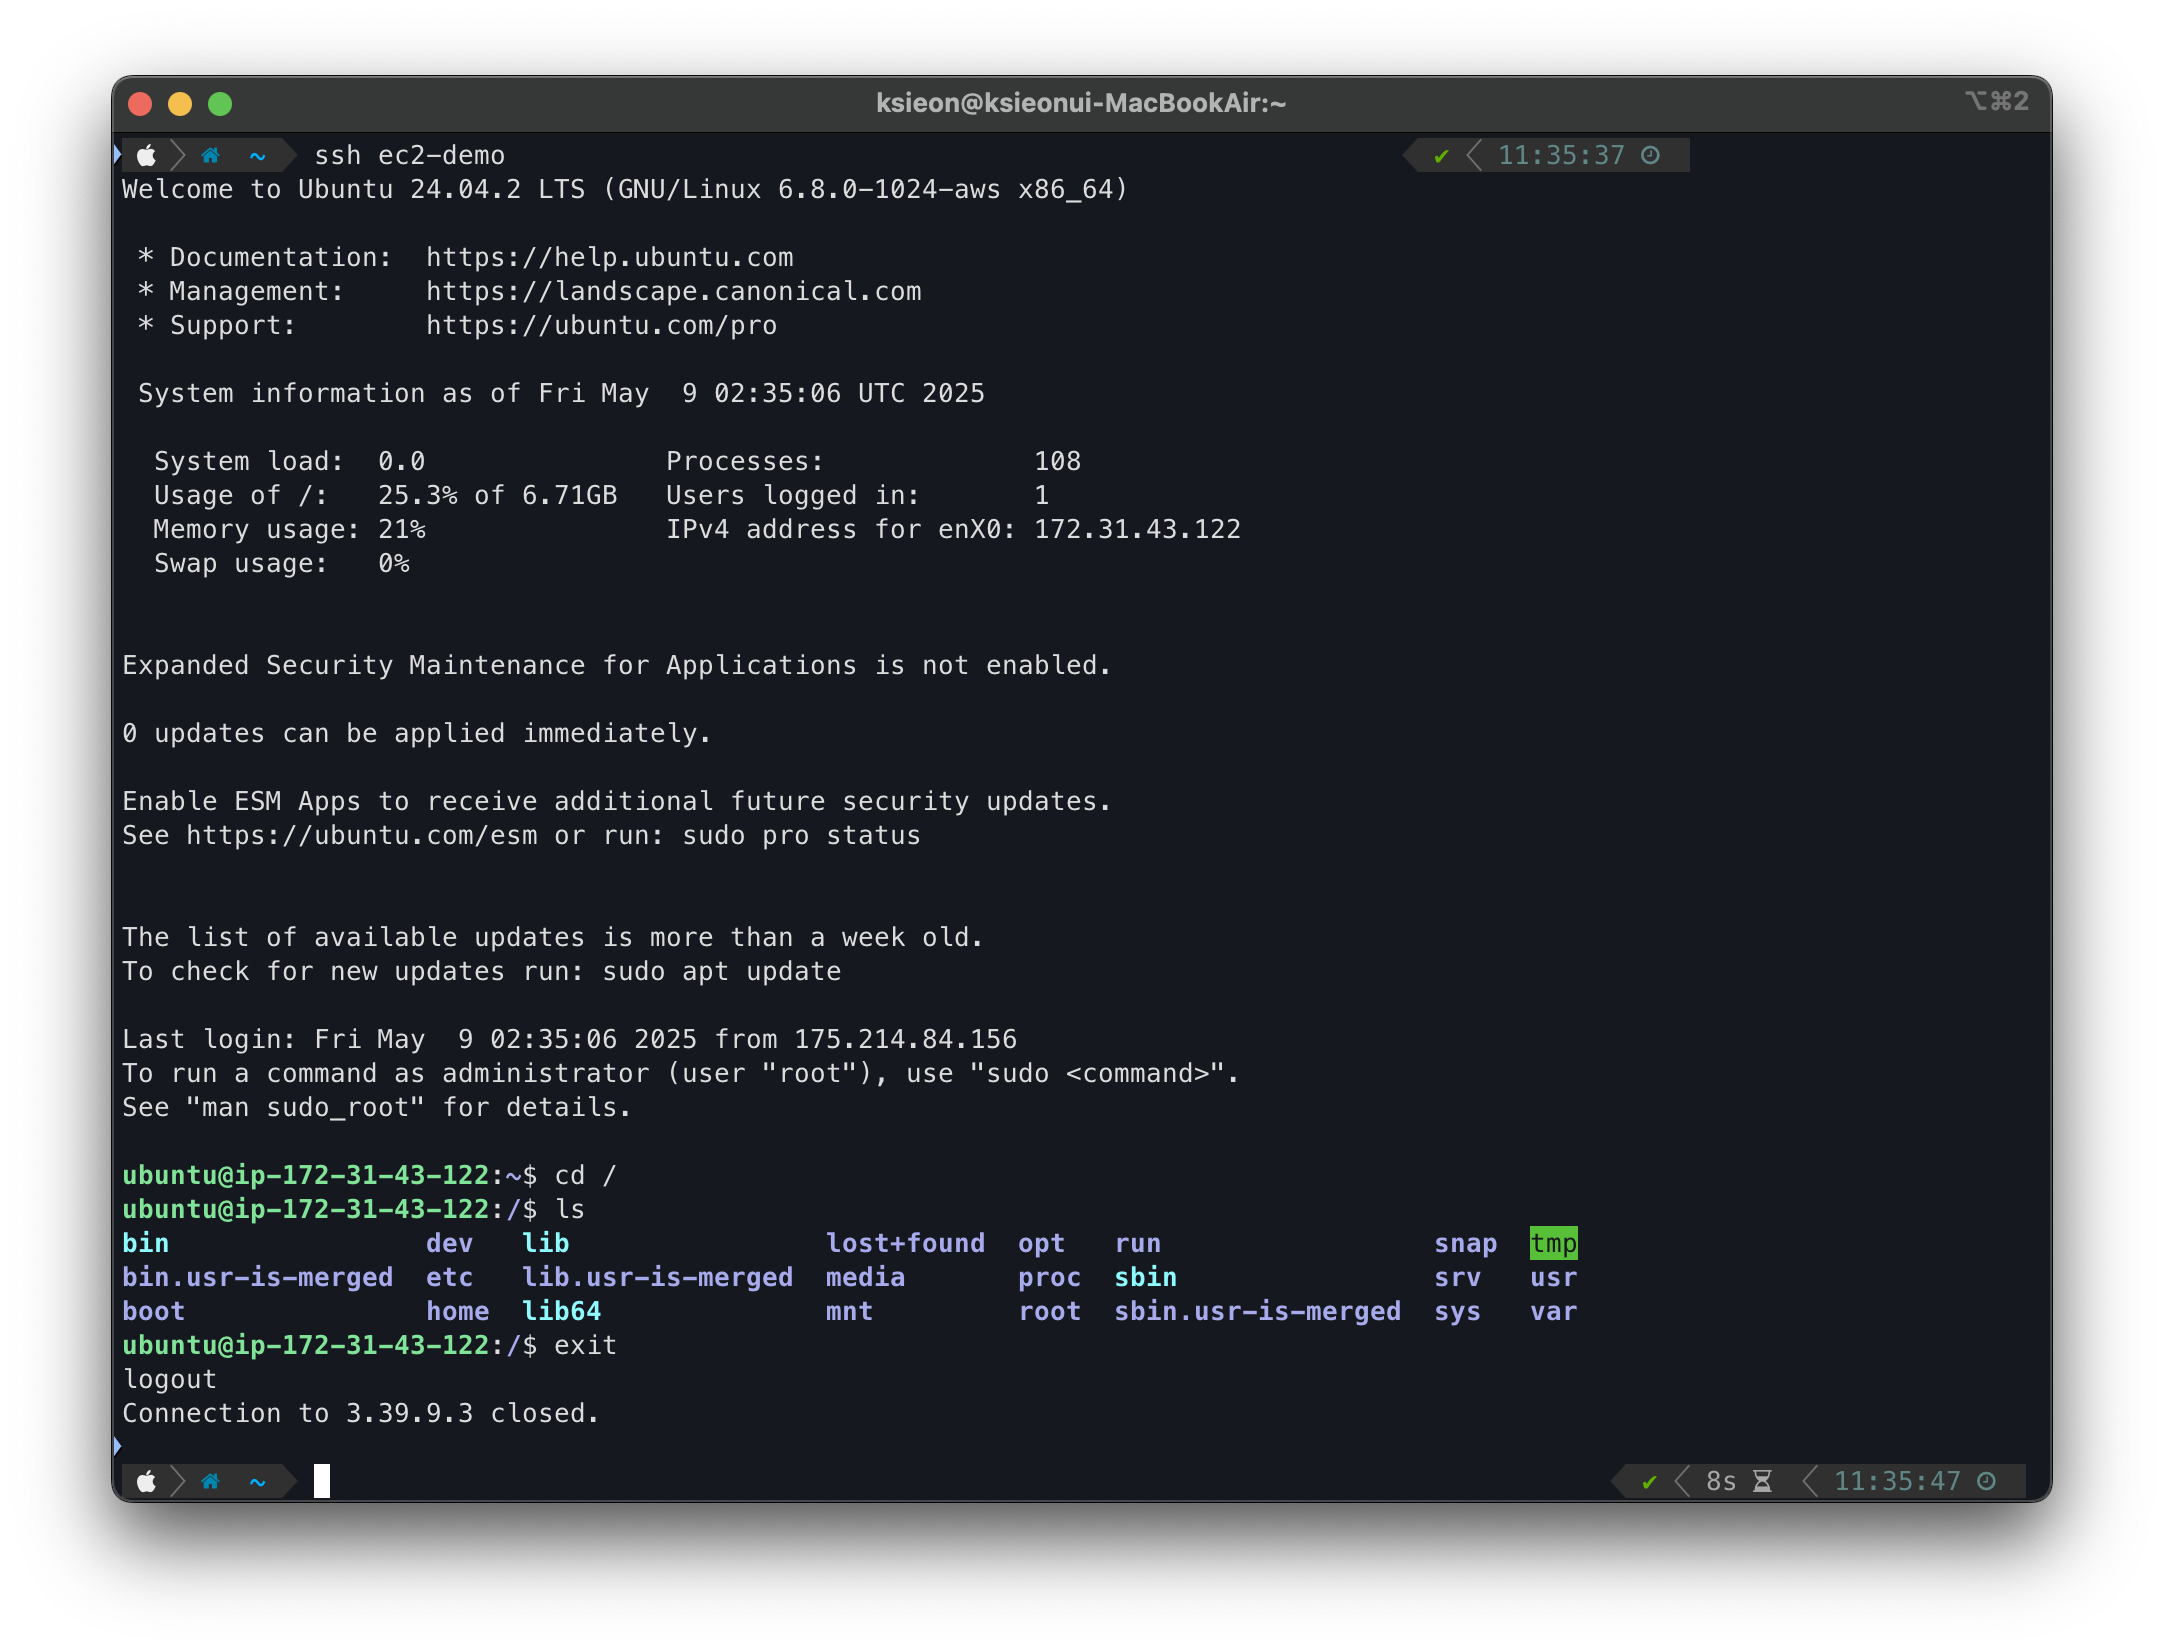 ksieon@ksieonui-MacBookAir:~ ⌥⌘2
~ ssh ec2-demo ✔ 11:35:37
Welcome to Ubuntu 24.04.2 LTS (GNU/Linux 6.8.0-1024-aws x86_64)
* Documentation:  https://help.ubuntu.com
* Management:     https://landscape.canonical.com
* Support:        https://ubuntu.com/pro
System information as of Fri May  9 02:35:06 UTC 2025
System load:  0.0               Processes:             108
Usage of /:   25.3% of 6.71GB   Users logged in:       1
Memory usage: 21%               IPv4 address for enX0: 172.31.43.122
Swap usage:   0%
Expanded Security Maintenance for Applications is not enabled.
0 updates can be applied immediately.
Enable ESM Apps to receive additional future security updates.
See https://ubuntu.com/esm or run: sudo pro status
The list of available updates is more than a week old.
To check for new updates run: sudo apt update
Last login: Fri May  9 02:35:06 2025 from 175.214.84.156
To run a command as administrator (user "root"), use "sudo <command>".
See "man sudo_root" for details.
ubuntu@ip-172-31-43-122:~$ cd /
ubuntu@ip-172-31-43-122:/$ ls
bin                dev   lib                lost+found  opt   run                 snap  tmp
bin.usr-is-merged  etc   lib.usr-is-merged  media       proc  sbin                srv   usr
boot               home  lib64              mnt         root  sbin.usr-is-merged  sys   var
ubuntu@ip-172-31-43-122:/$ exit
logout
Connection to 3.39.9.3 closed.
~ ✔ 8s 11:35:47